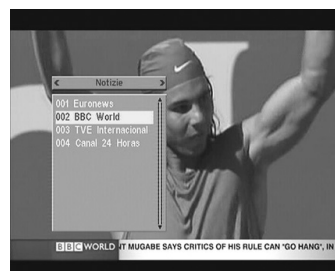 Notizie
001 Euronews
002 BBC World
003 TVE Internacional
004 Canal 24 Horas
BBC WORLD T MUGABE SAYS CRITICS OF HIS RULE CAN "GO HANG", IN